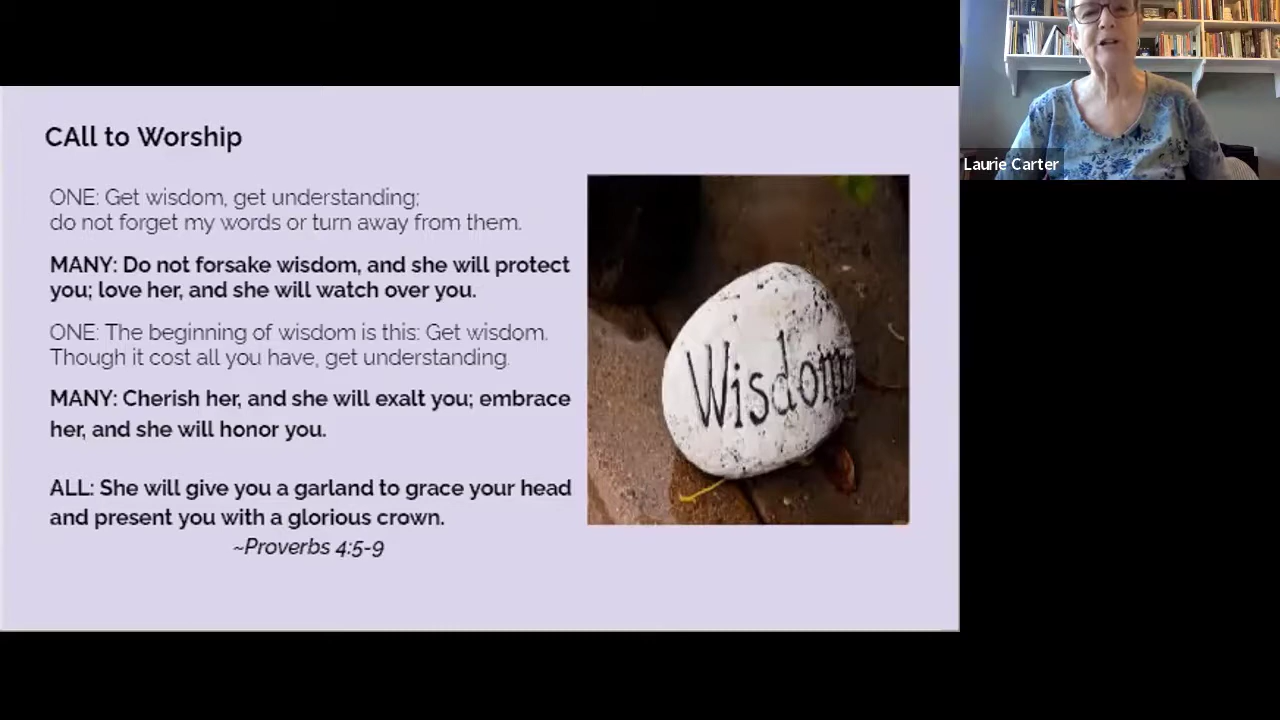 CAll to Worship
ONE: Get wisdom, get understanding;
do not forget my words or turn away from them.
MANY: Do not forsake wisdom, and she will protect
you; love her, and she will watch over you.
ONE: The beginning of wisdom is this: Get wisdom.
Though it cost all you have, get understanding.
MANY: Cherish her, and she will exalt you; embrace
her, and she will honor you.
ALL: She will give you a garland to grace your head
and present you with a glorious crown.
~Proverbs 4:5-9
Wisdom
Laurie Carter